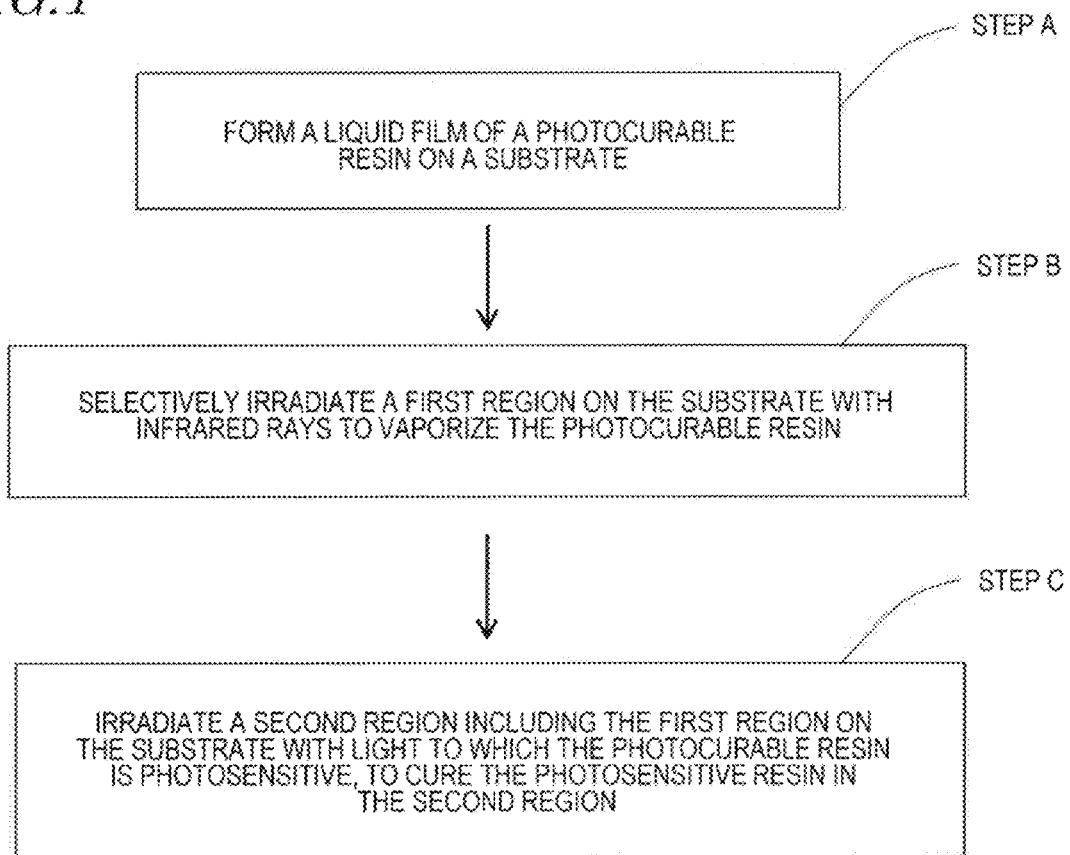 STEP A
FORM A LIQUID FILM OF A PHOTOCURABLE
RESIN ON A SUBSTRATE
STEP B
SELECTIVELY IRRADIATE A FIRST REGION ON THE SUBSTRATE WITH
INFRARED RAYS TO VAPORIZE THE PHOTOCURABLE RESIN
STEP C
IRRADIATE A SECOND REGION INCLUDING THE FIRST REGION ON
THE SUBSTRATE WITH LIGHT TO WHICH THE PHOTOCURABLE RESIN
IS PHOTOSENSITIVE, TO CURE THE PHOTOSENSITIVE RESIN IN
THE SECOND REGION